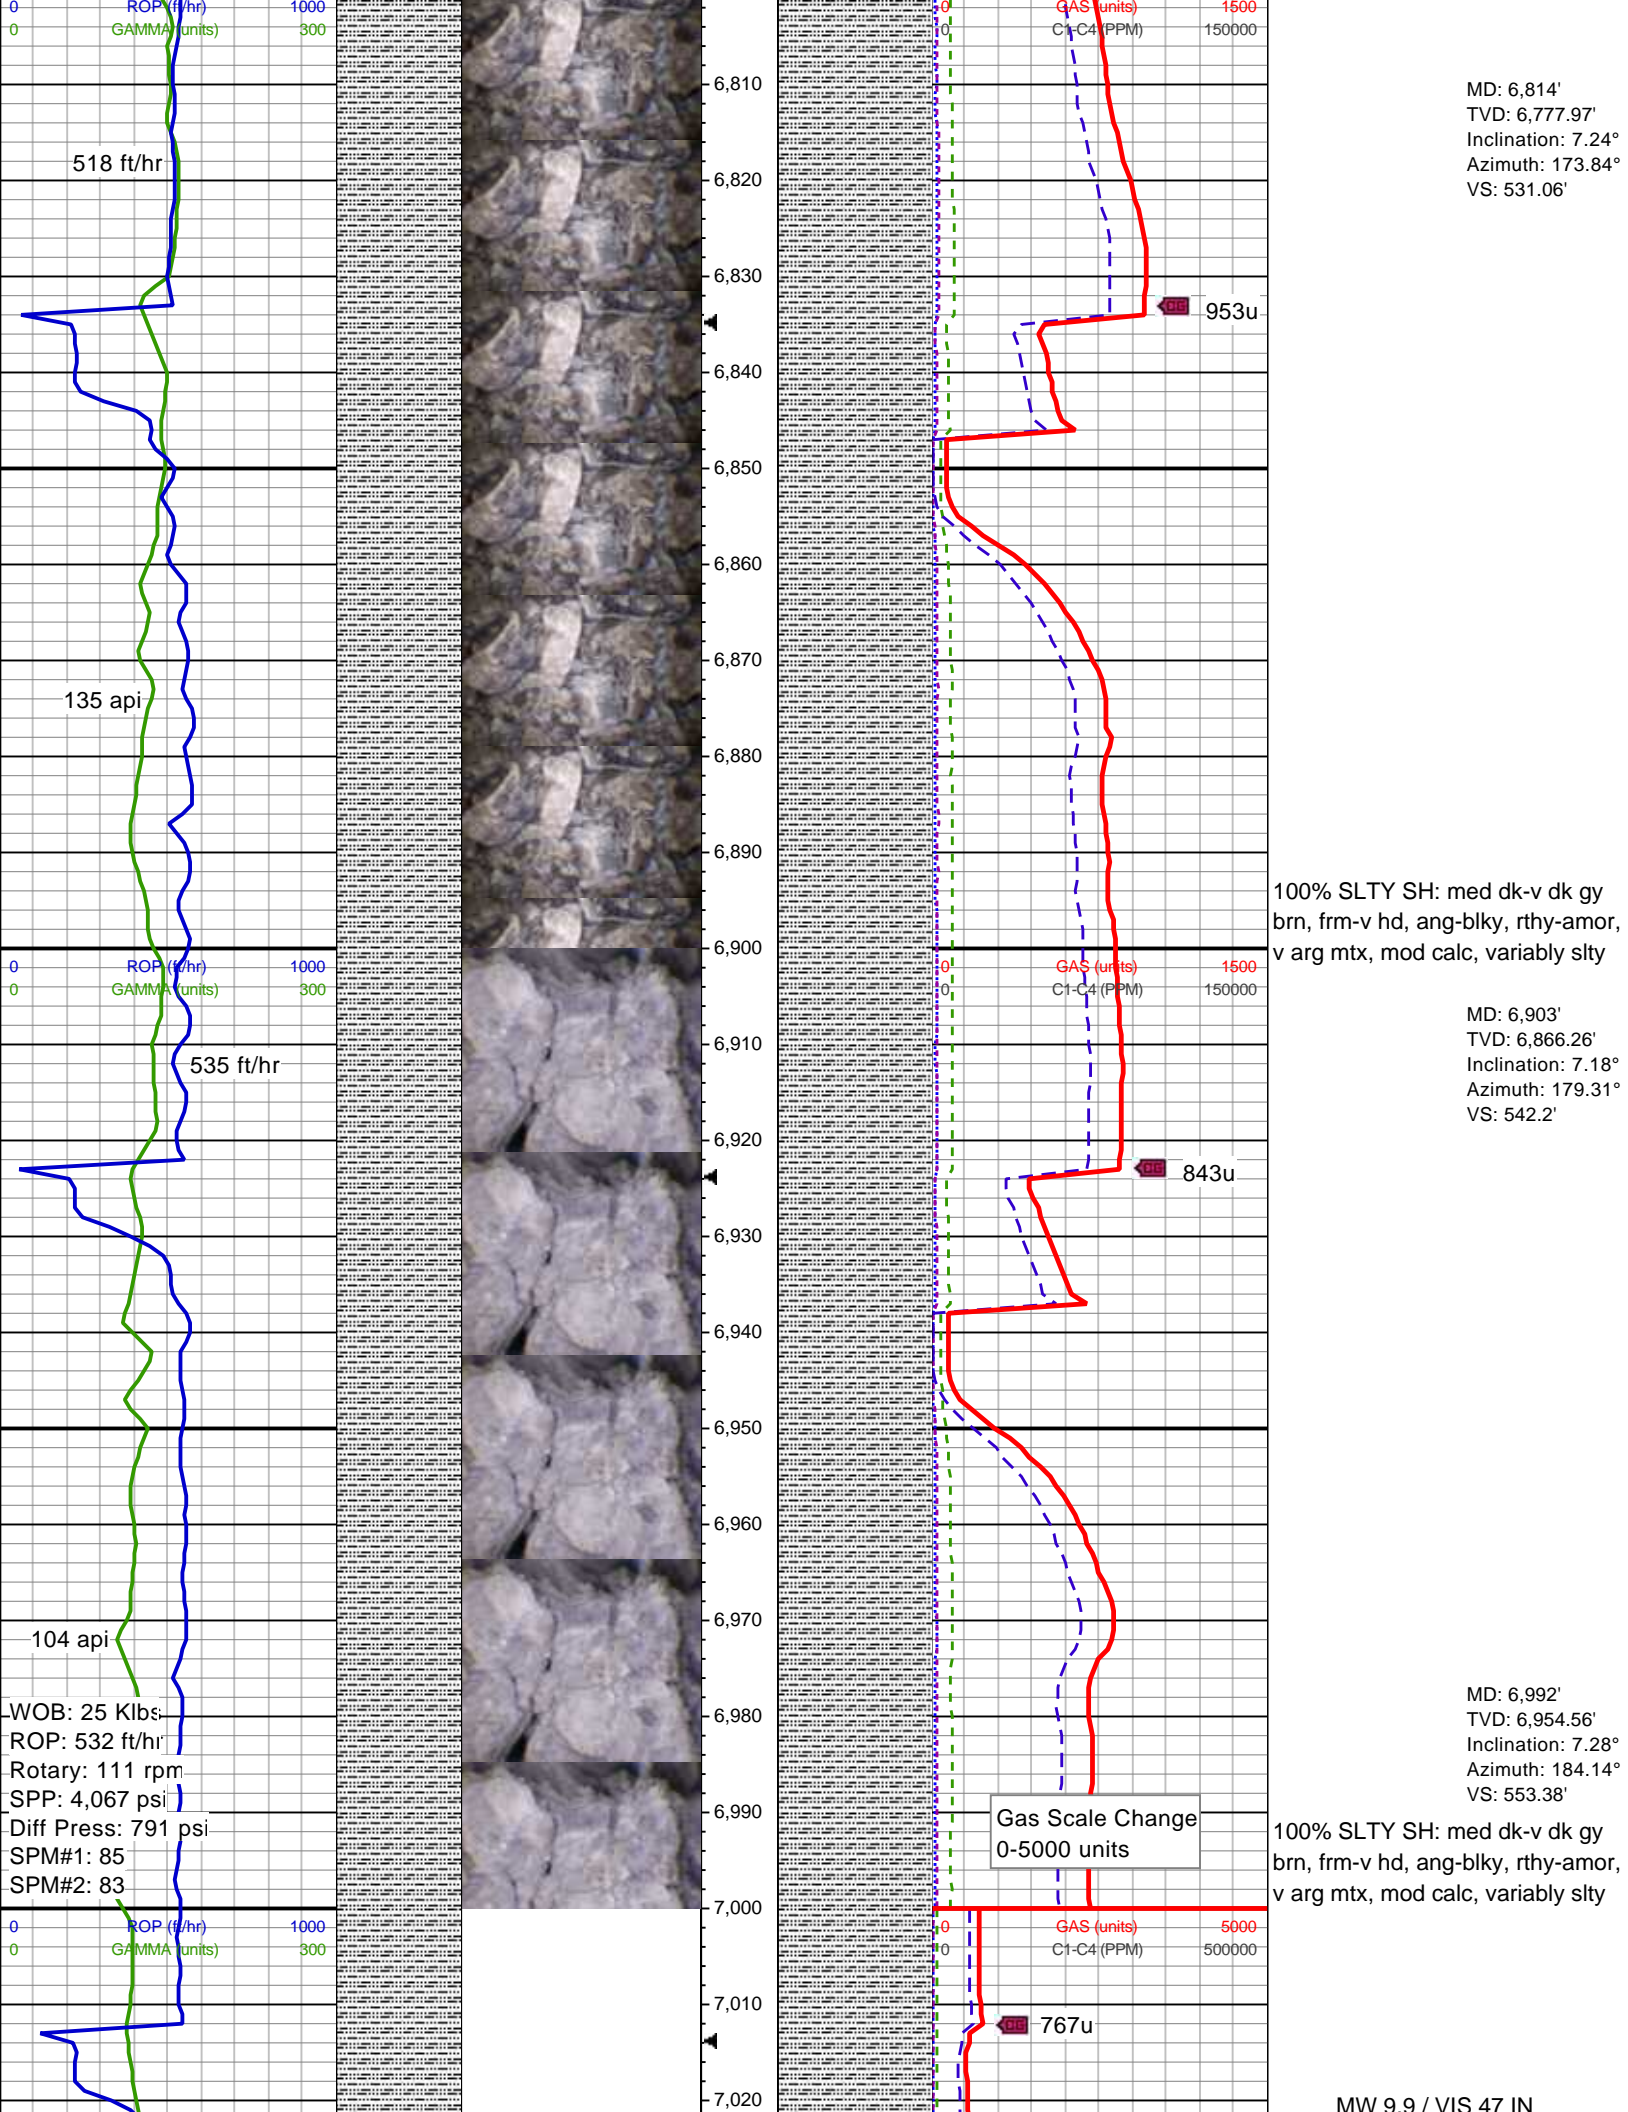 0 ROP (ft/hr) 1000
0 GAMMA (units) 300
0 GAS (units) 1500
0 C1-C4 (PPM) 150000
6,810
MD: 6,814'
TVD: 6,777.97'
Inclination: 7.24°
Azimuth: 173.84°
VS: 531.06'
518 ft/hr
6,820
6,830
CG 953u
6,840
6,850
6,860
6,870
135 api
6,880
6,890
100% SLTY SH: med dk-v dk gy
brn, frm-v hd, ang-blky, rthy-amor,
v arg mtx, mod calc, variably slty
6,900
0 ROP (ft/hr) 1000
0 GAMMA (units) 300
0 GAS (units) 1500
0 C1-C4 (PPM) 150000
MD: 6,903'
TVD: 6,866.26'
Inclination: 7.18°
Azimuth: 179.31°
VS: 542.2'
6,910
535 ft/hr
6,920
CG 843u
6,930
6,940
6,950
6,960
6,970
104 api
6,980
WOB: 25 Klbs
ROP: 532 ft/hr
Rotary: 111 rpm
SPP: 4,067 psi
Diff Press: 791 psi
SPM#1: 85
SPM#2: 83
MD: 6,992'
TVD: 6,954.56'
Inclination: 7.28°
Azimuth: 184.14°
VS: 553.38'
6,990
Gas Scale Change
0-5000 units
100% SLTY SH: med dk-v dk gy
brn, frm-v hd, ang-blky, rthy-amor,
v arg mtx, mod calc, variably slty
7,000
0 ROP (ft/hr) 1000
0 GAMMA (units) 300
0 GAS (units) 5000
0 C1-C4 (PPM) 500000
7,010
CG 767u
7,020
MW 9.9 / VIS 47 IN